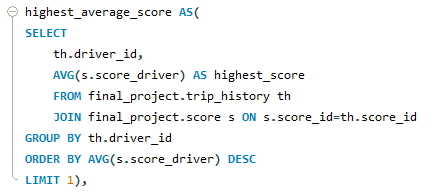 highest_average_score AS(
SELECT
th.driver_id,
AVG(s.score_driver) AS highest_score
FROM final_project.trip_history th
JOIN final_project.score s ON s.score_id=th.score_id
GROUP BY th.driver_id
ORDER BY AVG(s.score_driver) DESC
LIMIT 1),